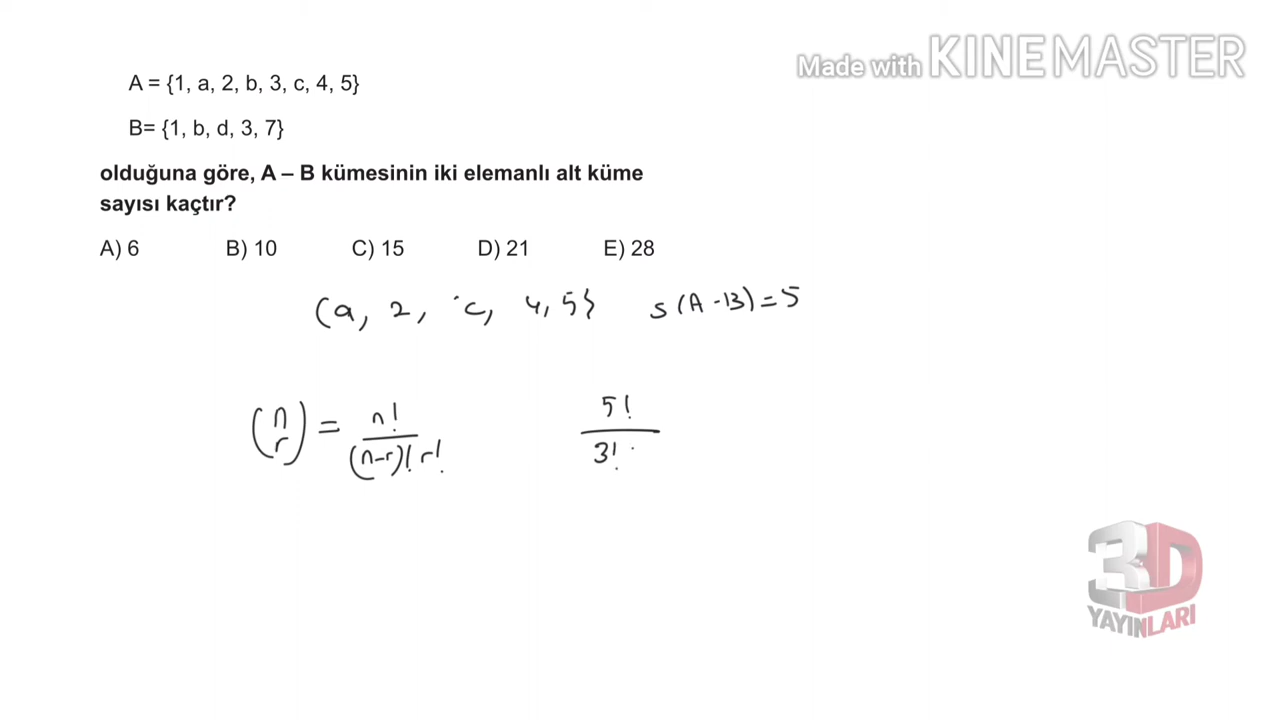 Made with KINEMASTER
A = {1, a, 2, b, 3, c, 4, 5}
B= {1, b, d, 3, 7}
olduğuna göre, A – B kümesinin iki elemanlı alt küme
sayısı kaçtır?
A) 6 B) 10 C) 15 D) 21 E) 28
(a, 2, c, 4, 5} s(A-B)=5
(n r) = n! / (n-r)! r! 5! / 3! .
3D
YAYINLARI